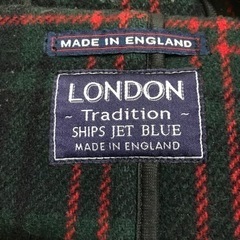 MADE IN ENGLAND
LONDON
~ Tradition ~
SHIPS JET BLUE
MADE IN ENGLAND